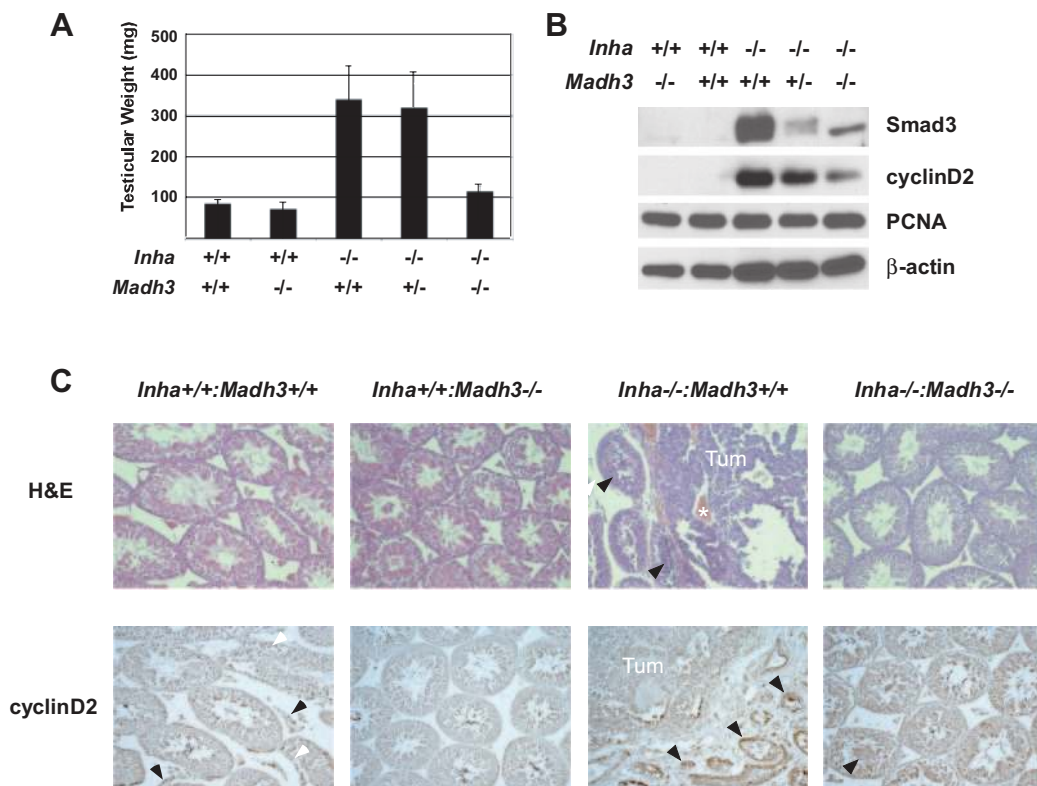 A
Testicular Weight (mg)
500
400
300
200
100
Inha +/+ +/+ -/- -/- -/-
Madh3 +/+ -/- +/+ +/- -/-
B
Inha +/+ +/+ -/- -/- -/-
Madh3 -/- +/+ +/+ +/- -/-
Smad3
cyclinD2
PCNA
β-actin
C
Inha+/+:Madh3+/+ Inha+/+:Madh3-/- Inha-/-:Madh3+/+ Inha-/-:Madh3-/-
H&E
Tum
*
cyclinD2
Tum